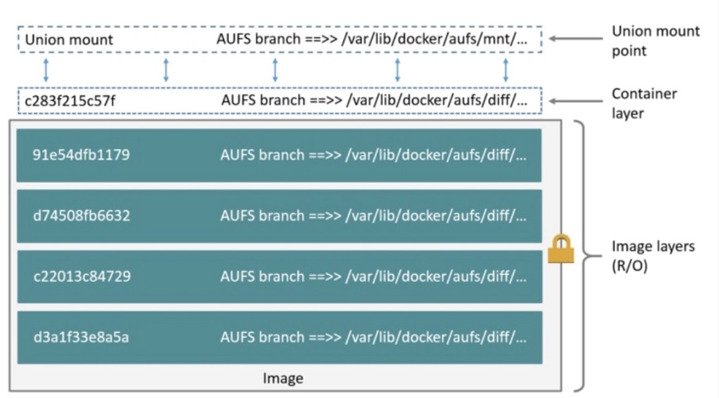 Union mount AUFS branch ==>> /var/lib/docker/aufs/mnt/...
Union mount
point
c283f215c57f AUFS branch ==>> /var/lib/docker/aufs/diff/...
Container
layer
91e54dfb1179 AUFS branch ==>> /var/lib/docker/aufs/diff/...
d74508fb6632 AUFS branch ==>> /var/lib/docker/aufs/diff/...
c22013c84729 AUFS branch ==>> /var/lib/docker/aufs/diff/...
d3a1f33e8a5a AUFS branch ==>> /var/lib/docker/aufs/diff/...
Image layers
(R/O)
Image